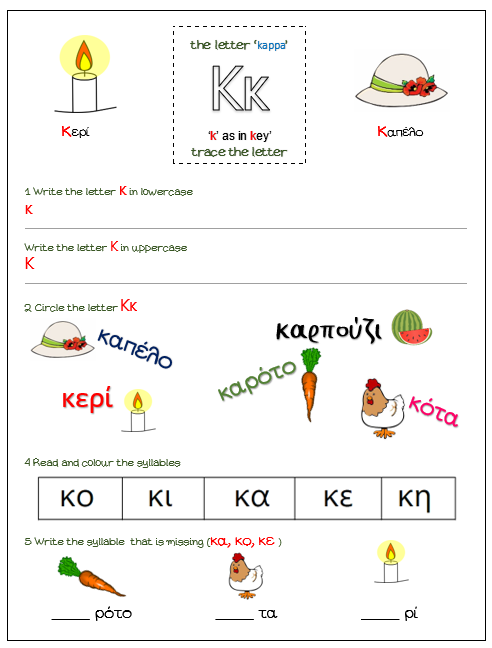 the letter ‘kappa’
Κκ
Κερί
Καπέλο
‘k’ as in key’
trace the letter
1 Write the letter Κ in lowercase
κ
Write the letter Κ in uppercase
Κ
2. Circle the letter Κκ
καπέλο
καρπούζι
καρότο
κερί
κότα
4 Read and colour the syllables
κο κι κα κε κη
5 Write the syllable that is missing (κα, κο, κε )
_____ ρότο _____ τα _____ ρί